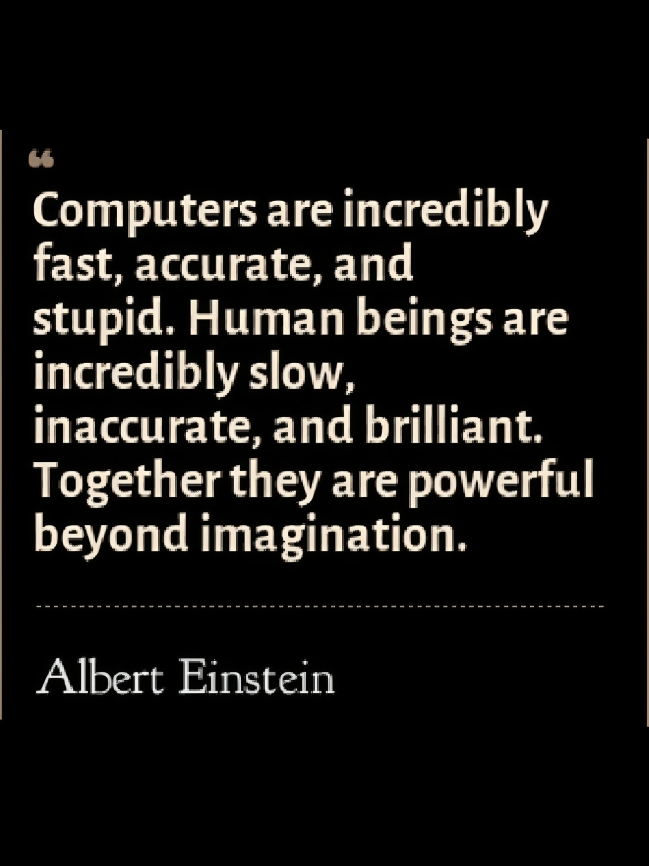 ❝
Computers are incredibly
fast, accurate, and
stupid. Human beings are
incredibly slow,
inaccurate, and brilliant.
Together they are powerful
beyond imagination.
Albert Einstein